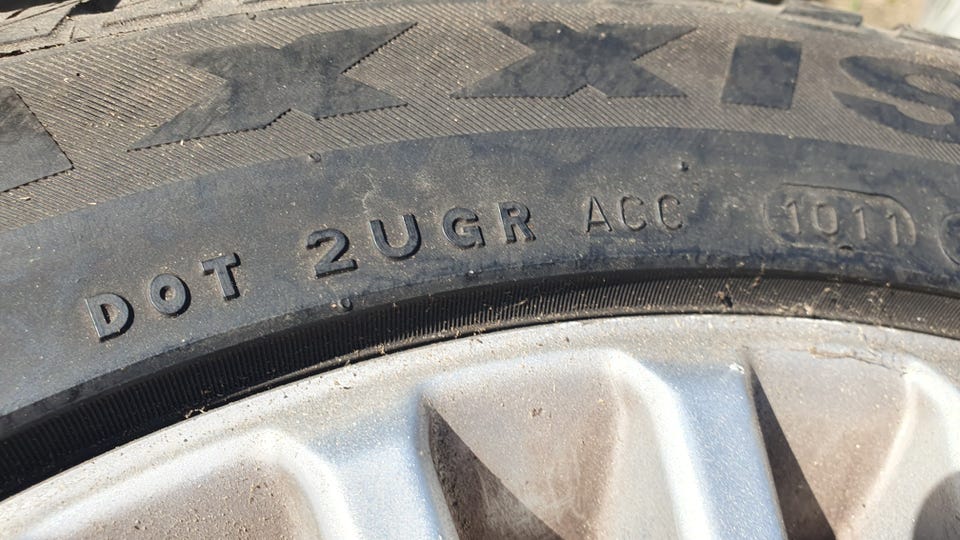 XXIS
DOT 2UGR ACC 1011